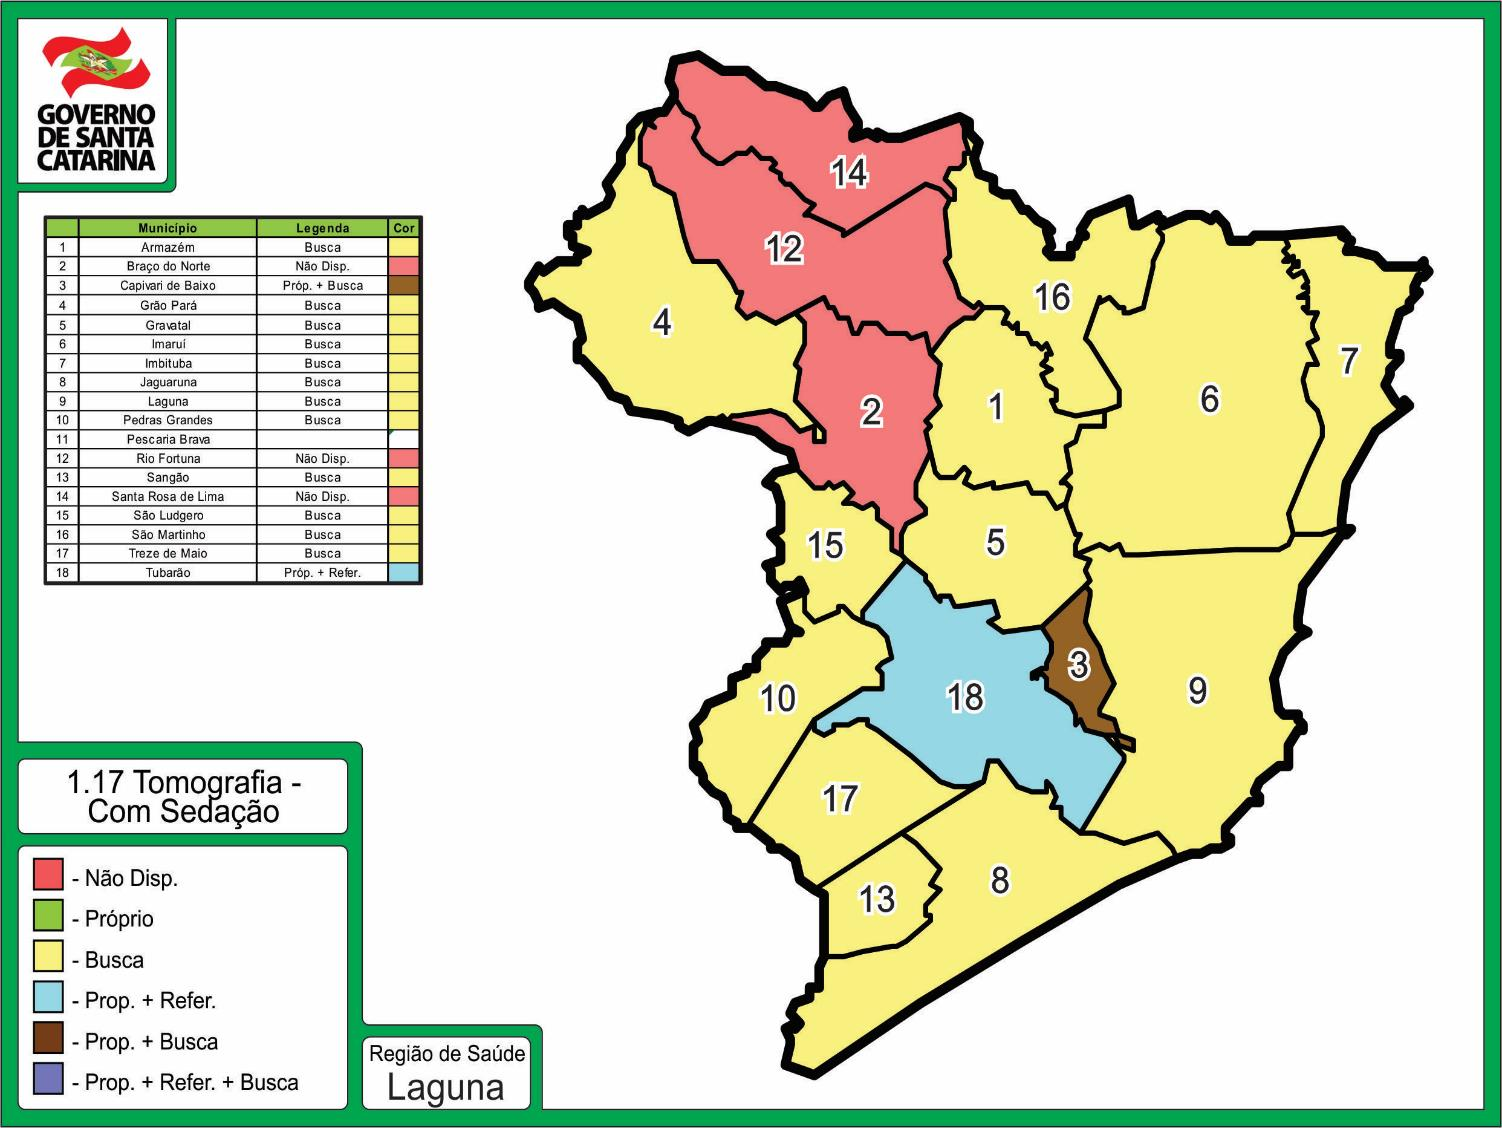 GOVERNO
DE SANTA
CATARINA
Município Legenda Cor
1 Armazém Busca
2 Braço do Norte Não Disp.
3 Capivari de Baixo Próp. + Busca
4 Grão Pará Busca
5 Gravatal Busca
6 Imaruí Busca
7 Imbituba Busca
8 Jaguaruna Busca
9 Laguna Busca
10 Pedras Grandes Busca
11 Pescaria Brava
12 Rio Fortuna Não Disp.
13 Sangão Busca
14 Santa Rosa de Lima Não Disp.
15 São Ludgero Busca
16 São Martinho Busca
17 Treze de Maio Busca
18 Tubarão Próp. + Refer.
14
12
16
4
7
6
1
2
5
15
3
9
18
10
17
8
13
1.17 Tomografia -
Com Sedação
- Não Disp.
- Próprio
- Busca
- Prop. + Refer.
- Prop. + Busca
- Prop. + Refer. + Busca
Região de Saúde
Laguna